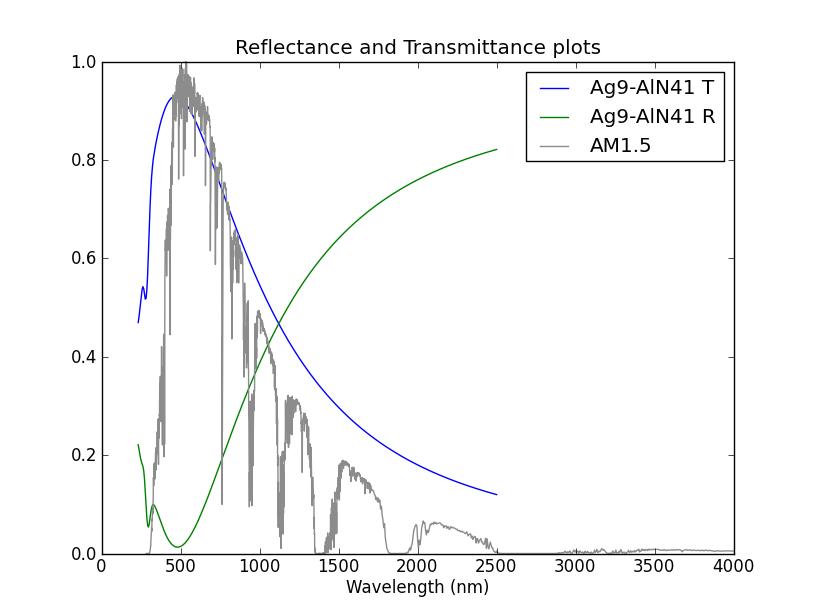 Reflectance and Transmittance plots
1.0
0.8
0.6
0.4
0.2
0.0
Ag9-AlN41 T
Ag9-AlN41 R
AM1.5
0 500 1000 1500 2000 2500 3000 3500 4000
Wavelength (nm)